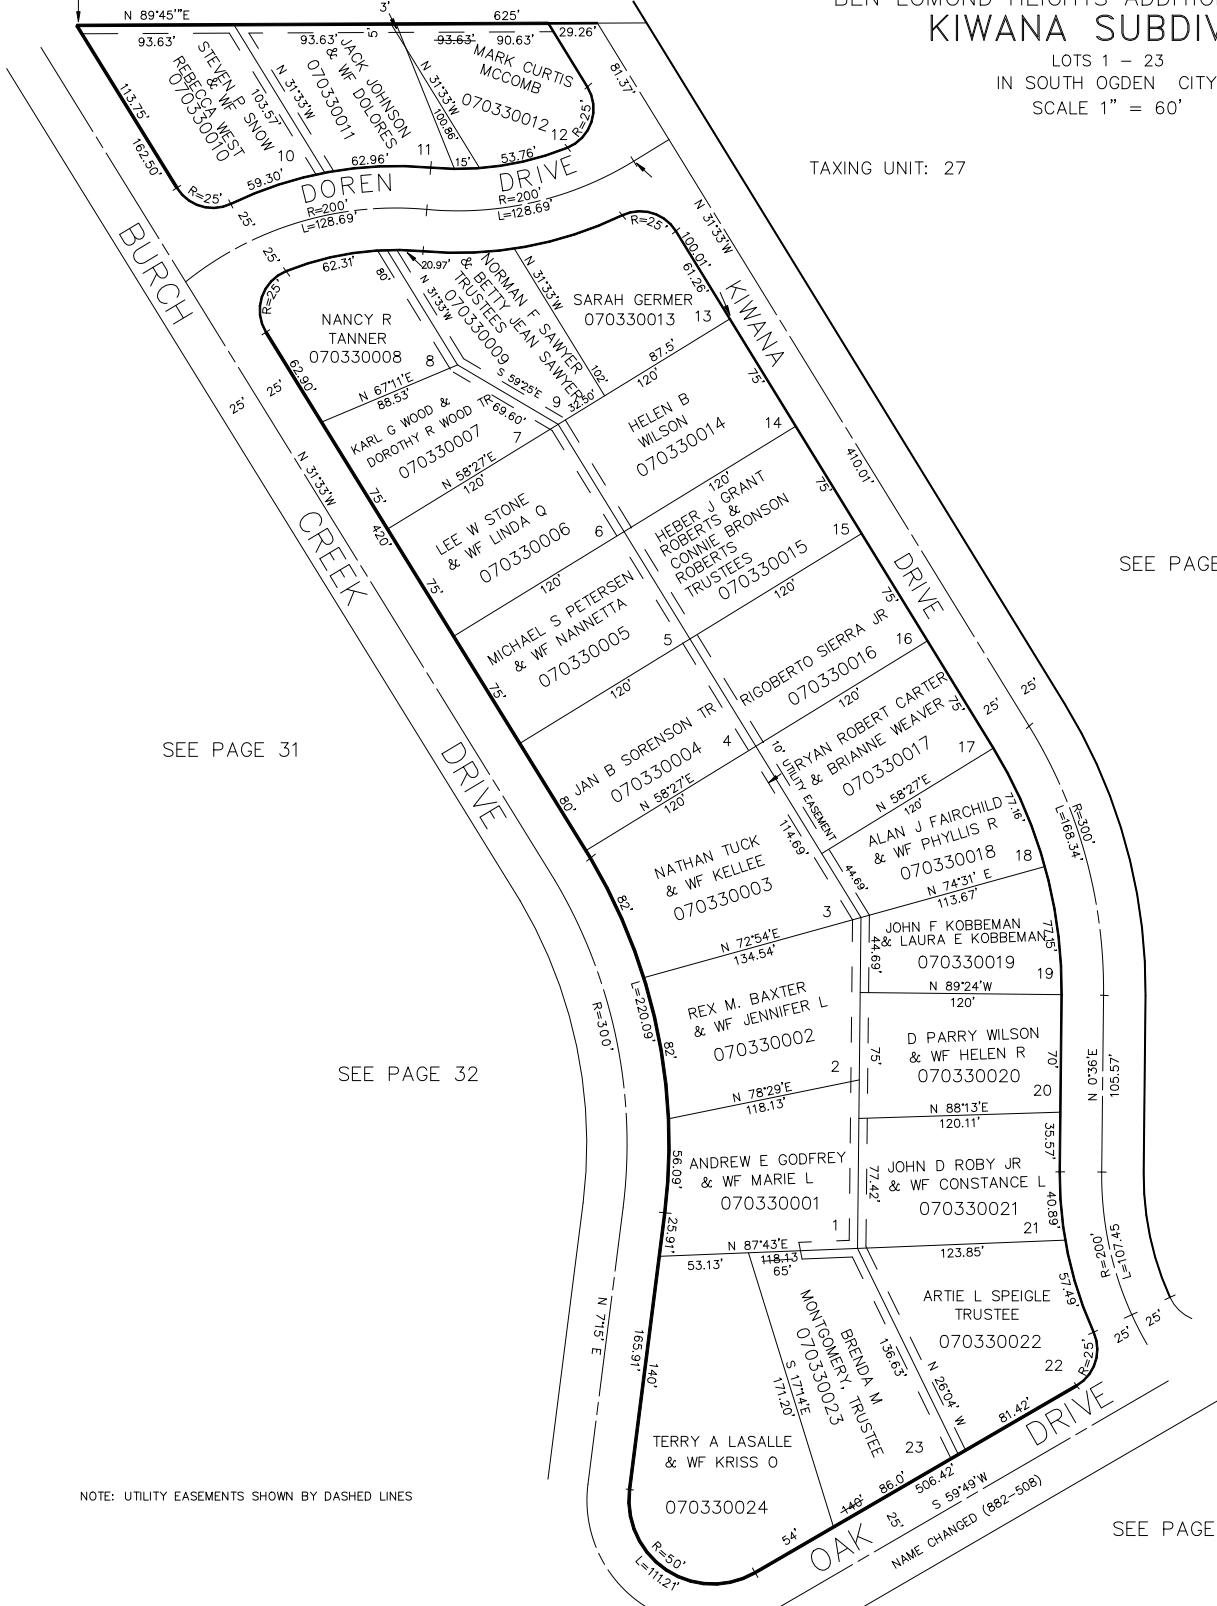 BEN LOMOND HEIGHTS ADDITION
KIWANA SUBDIV
LOTS 1 - 23
IN SOUTH OGDEN CITY
SCALE 1" = 60'
TAXING UNIT: 27
N 89°45'"E
3'
625'
93.63'
93.63'
5'
93.63'
90.63'
29.26'
81.37'
STEVEN P
& WF SNOW
REBECCA WEST
070330010
10
103.57'
N 31°33'W
JACK JOHNSON
& WF DOLORES
070330011
11
N 31°33'W
100.86'
MARK CURTIS
MCCOMB
070330012
12
R=25'
113.75'
162.50'
R=25'
59.30'
62.96'
15'
53.76'
DOREN DRIVE
R=200'
L=128.69'
R=200'
L=128.69'
25'
25'
BURCH
CREEK
DRIVE
R=25'
62.31'
80'
20.97'
N 31°33'W
NANCY R
TANNER
070330008
8
NORMAN F SAWYER
& BETTY JEAN SAWYER
TRUSTEES
070330009
9
S 59°25'E
69.60'
32.50'
N 31°33'W
102'
SARAH GERMER
070330013
13
R=25'
100.01'
61.26'
N 31°33'W
KIWANA
DRIVE
87.5'
120'
62.90'
25'
25'
N 67°11'E
88.53'
KARL G WOOD &
DOROTHY R WOOD TR
070330007
7
N 58°27'E
120'
75'
420'
N 31°33'W
HELEN B
WILSON
070330014
14
75'
120'
410.01'
LEE W STONE
& WF LINDA Q
070330006
6
75'
120'
HEBER J GRANT
ROBERTS &
CONNIE BRONSON
ROBERTS
TRUSTEES
070330015
15
75'
120'
SEE PAGE
MICHAEL S PETERSEN
& WF NANNETTA
070330005
5
75'
120'
RIGOBERTO SIERRA JR
070330016
16
75'
120'
SEE PAGE 31
JAN B SORENSON TR
070330004
4
80'
N 58°27'E
120'
10'
UTILITY EASEMENT
RYAN ROBERT CARTER
& BRIANNE WEAVER
070330017
17
75'
25'
25'
N 58°27'E
120'
NATHAN TUCK
& WF KELLEE
070330003
3
82'
114.69'
N 72°54'E
134.54'
ALAN J FAIRCHILD
& WF PHYLLIS R
070330018
18
77.16'
44.69'
N 74°31' E
113.67'
R=300'
L=168.34'
JOHN F KOBBEMAN
& LAURA E KOBBEMAN
070330019
19
44.69'
77.15'
N 89°24'W
120'
REX M. BAXTER
& WF JENNIFER L
070330002
2
L=220.09'
R=300'
82'
75'
N 78°29'E
118.13'
D PARRY WILSON
& WF HELEN R
070330020
20
70'
N 0°36'E
105.57'
N 88°13'E
120.11'
SEE PAGE 32
ANDREW E GODFREY
& WF MARIE L
070330001
1
56.09'
25.91'
77.42'
JOHN D ROBY JR
& WF CONSTANCE L
070330021
21
35.57'
40.89'
123.85'
N 87°43'E
118.13
53.13'
65'
R=200'
L=107.45
ARTIE L SPEIGLE
TRUSTEE
070330022
22
57.49'
R=25'
25'
25'
BRENDA M
MONTGOMERY, TRUSTEE
070330023
23
136.63'
N 26°04' W
S 17°14'E
171.20'
N 7°15' E
165.91'
140'
TERRY A LASALLE
& WF KRISS O
070330024
81.42'
86.0'
506.42'
140'
54'
25'
S 59°49'W
OAK DRIVE
NAME CHANGED (882-508)
R=50'
L=111.21'
NOTE: UTILITY EASEMENTS SHOWN BY DASHED LINES
SEE PAGE